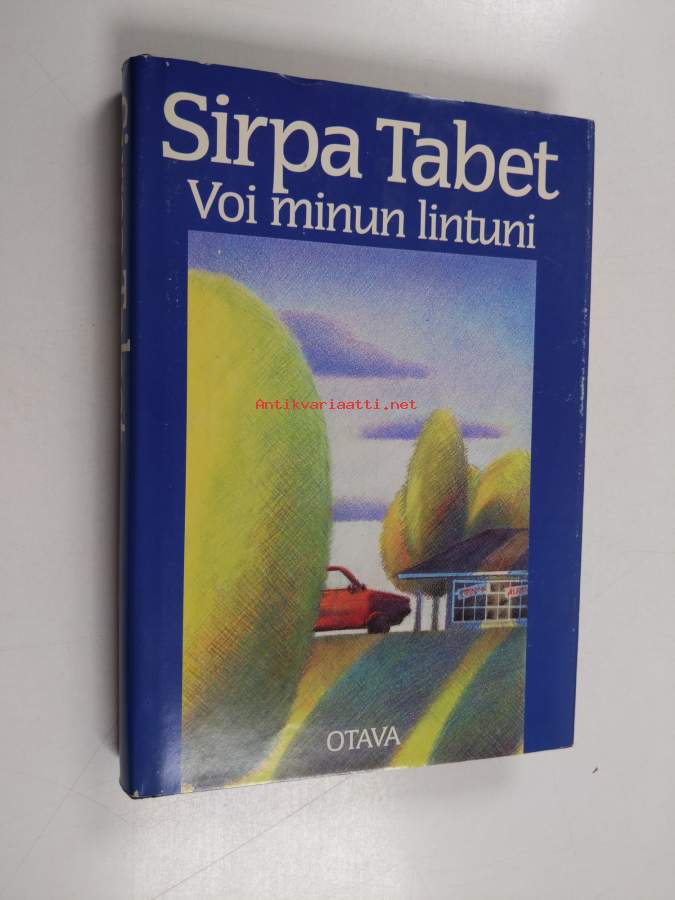 Sirpa Tabet
Voi minun lintuni
Antikvariaatti.net
OTAVA